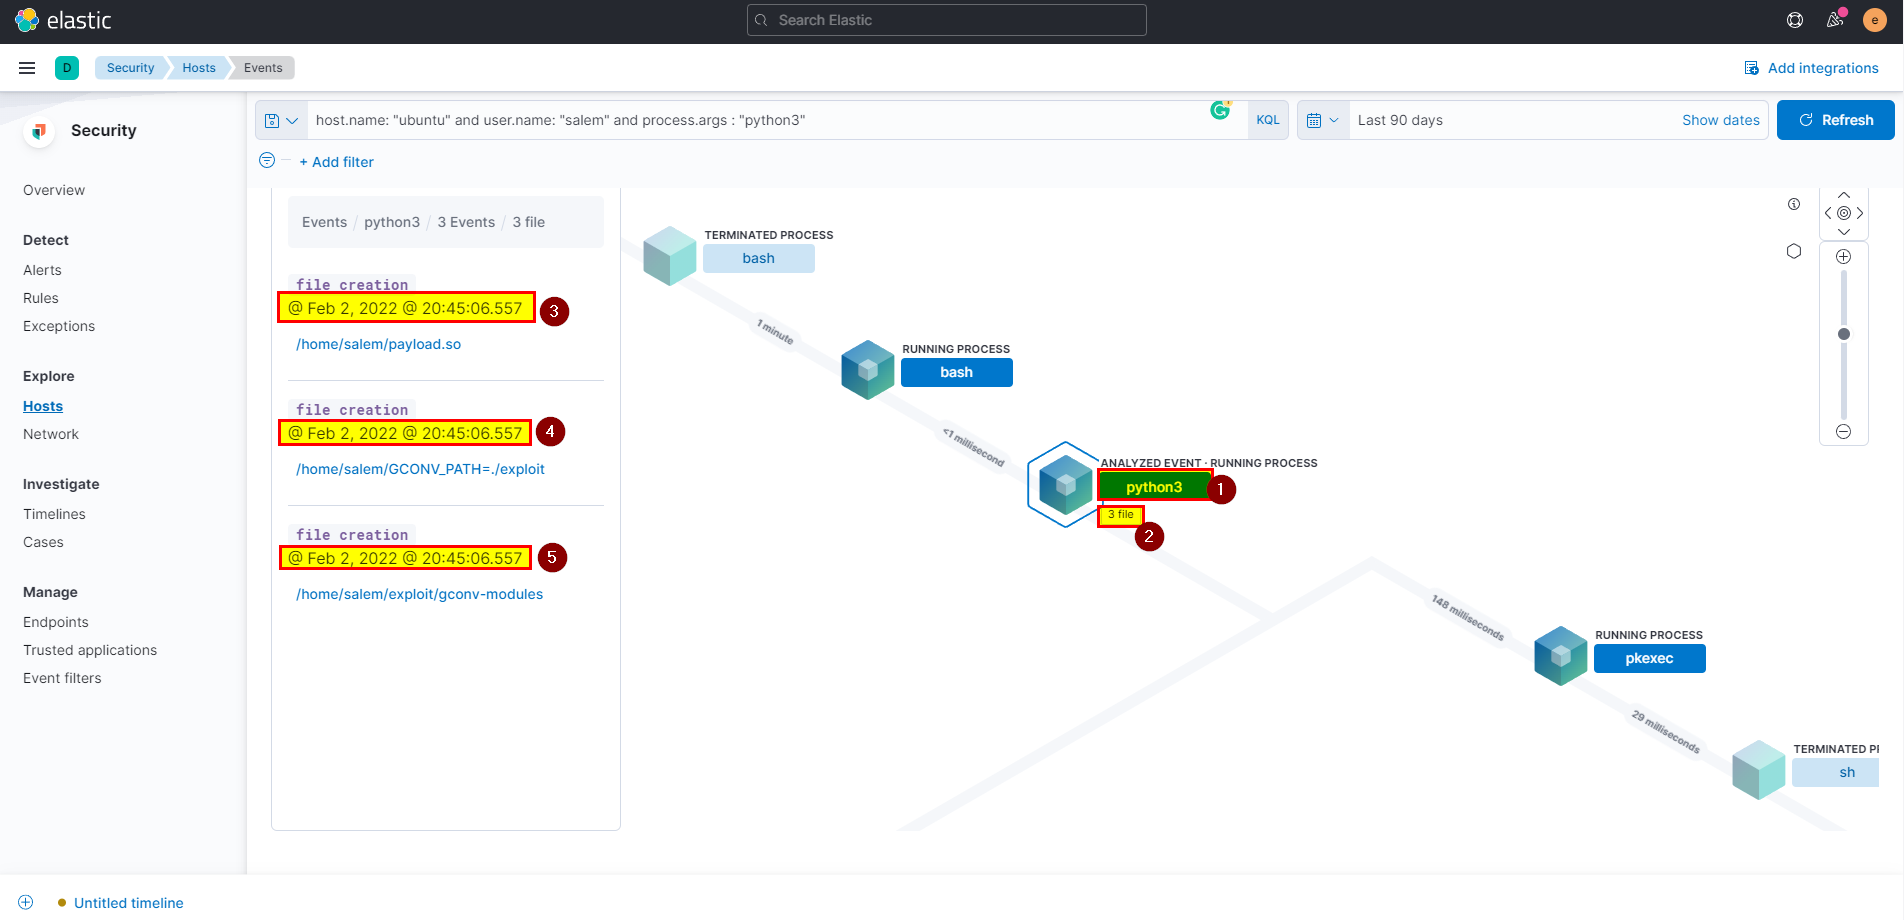 elastic
Search Elastic
e
D
Security
Hosts
Events
Add integrations
Security
host.name: "ubuntu" and user.name: "salem" and process.args : "python3"
KQL
Last 90 days
Show dates
Refresh
+ Add filter
Overview
Detect
Alerts
Rules
Exceptions
Explore
Hosts
Network
Investigate
Timelines
Cases
Manage
Endpoints
Trusted applications
Event filters
Events / python3 / 3 Events / 3 file
file creation
@ Feb 2, 2022 @ 20:45:06.557
3
/home/salem/payload.so
file creation
@ Feb 2, 2022 @ 20:45:06.557
4
/home/salem/GCONV_PATH=./exploit
file creation
@ Feb 2, 2022 @ 20:45:06.557
5
/home/salem/exploit/gconv-modules
TERMINATED PROCESS
bash
1 minute
RUNNING PROCESS
bash
<1 millisecond
ANALYZED EVENT · RUNNING PROCESS
python3
1
3 file
2
148 milliseconds
RUNNING PROCESS
pkexec
29 milliseconds
TERMINATED PR
sh
Untitled timeline